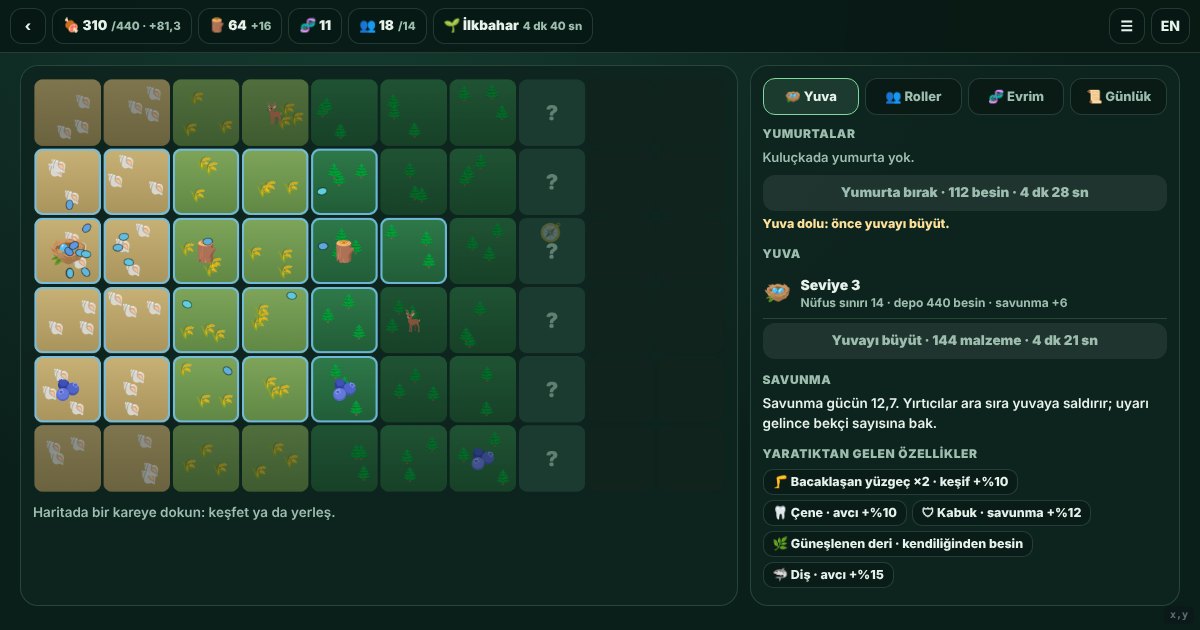 ‹ 310 /440 · +81,3 64 +16 11 18 /14 İlkbahar 4 dk 40 sn ☰ EN
? 
?
?
?
?
?
Haritada bir kareye dokun: keşfet ya da yerleş.
Yuva Roller Evrim Günlük
YUMURTALAR
Kuluçkada yumurta yok.
Yumurta bırak · 112 besin · 4 dk 28 sn
Yuva dolu: önce yuvayı büyüt.
YUVA
Seviye 3
Nüfus sınırı 14 · depo 440 besin · savunma +6
Yuvayı büyüt · 144 malzeme · 4 dk 21 sn
SAVUNMA
Savunma gücün 12,7. Yırtıcılar ara sıra yuvaya saldırır; uyarı
gelince bekçi sayısına bak.
YARATIKTAN GELEN ÖZELLİKLER
Bacaklaşan yüzgeç ×2 · keşif +%10
Çene · avcı +%10 Kabuk · savunma +%12
Güneşlenen deri · kendiliğinden besin
Diş · avcı +%15
x,y